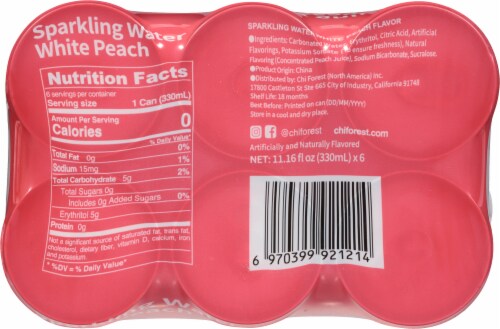 Sparkling Water
White Peach
Nutrition Facts
6 servings per container
Serving size 1 Can (330mL)
Amount Per Serving
Calories 0
% Daily Value*
Total Fat 0g 0%
Sodium 15mg 1%
Total Carbohydrate 5g 2%
Total Sugars 0g
Includes 0g Added Sugars 0%
Erythritol 5g
Protein 0g
Not a significant source of saturated fat, trans fat,
cholesterol, dietary fiber, vitamin D, calcium, iron,
and potassium.
* %DV = % Daily Value
SPARKLING WATER FLAVOR
Ingredients: Carbonated Citric Acid, Artificial
Flavorings, Potassium ensure freshness), Natural
Flavoring (Concentrated Peach Juice), Sodium Bicarbonate, Sucralose.
Product Origin: China
Distributed by: Chi Forest (North America) Inc.
17800 Castleton St Ste 665 City of Industry, California 91748
Shelf Life: 18 months
Best Before: Printed on can (DD/MM/YYYY)
Store in a cool and dry place.
@chiforest chiforest.com
Artificially and Naturally Flavored
NET: 11.16 fl oz (330mL) x 6
6 970399 921214